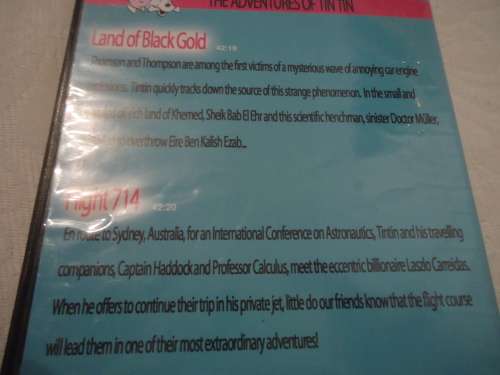 THE ADVENTURES OF TIN TIN
Land of Black Gold 42:19
Thomson and Thompson are among the first victims of a mysterious wave of annoying car engine
explosions. Tintin quickly tracks down the source of this strange phenomenon. In the small and
rich land of Khemed, Sheik Bab El Ehr and this scientific henchman, sinister Doctor Müller,
to overthrow Eire Ben Kalish Ezab...
Flight 714 42:20
En route to Sydney, Australia, for an International Conference on Astronautics, Tintin and his travelling
companions, Captain Haddock and Professor Calculus, meet the eccentric billionaire Laszlo Carreidas.
When he offers to continue their trip in his private jet, little do our friends know that the flight course
will lead them in one of their most extraordinary adventures!